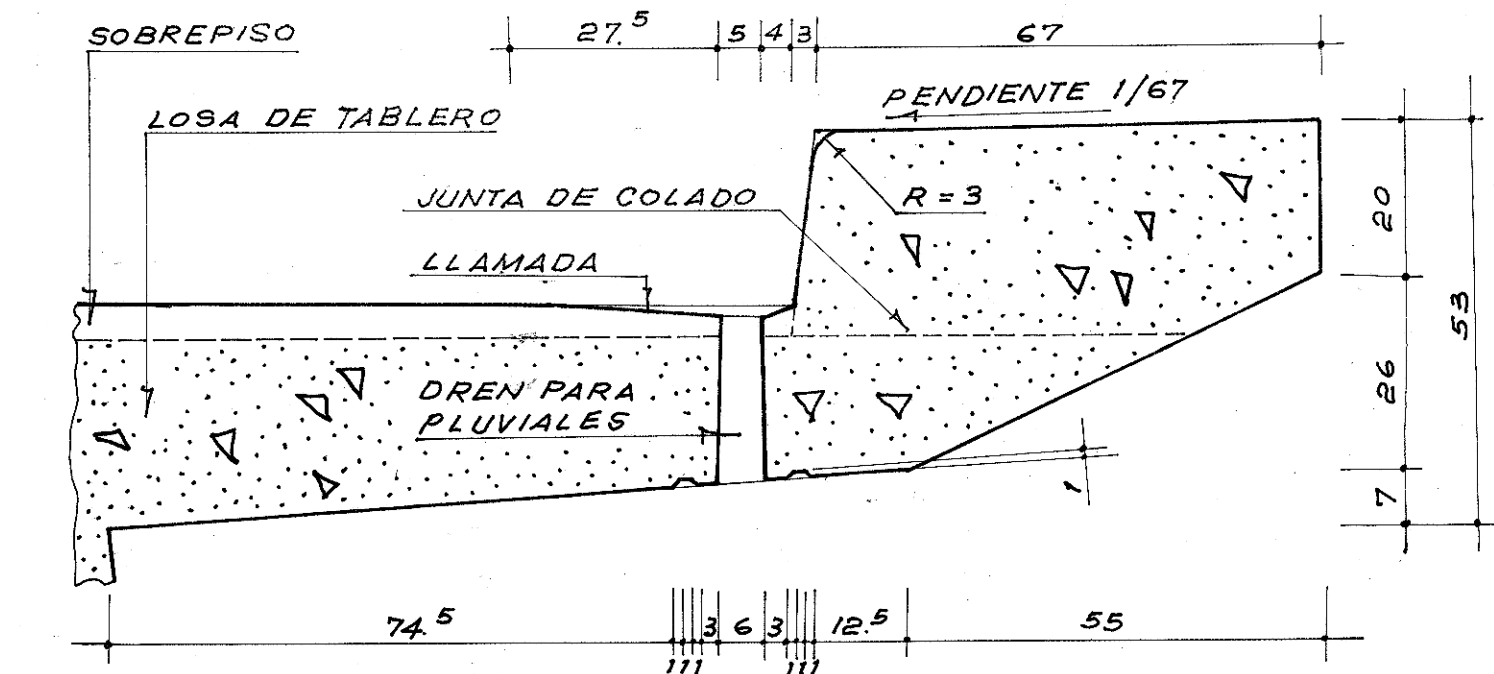 SOBREPISO
27.5 5 4 3 67
PENDIENTE 1/67
LOSA DE TABLERO
JUNTA DE COLADO
R = 3
LLAMADA
20
53
DREN PARA
PLUVIALES
26
1
7
74.5 111 3 6 3 111 12.5 55